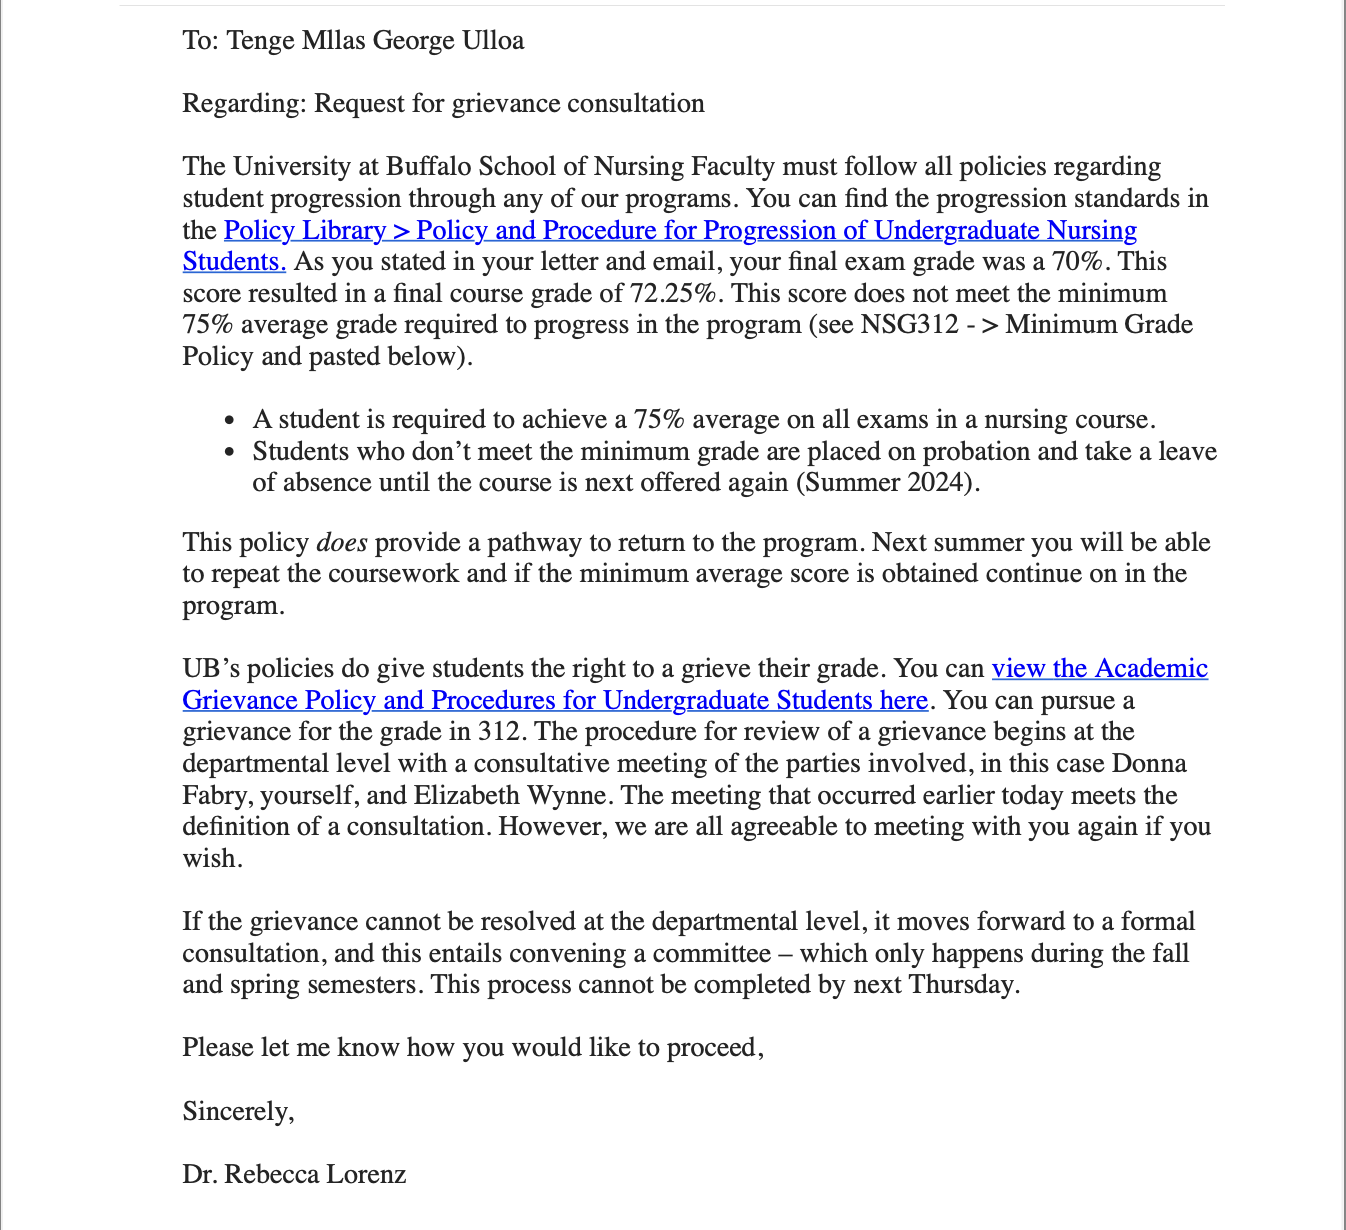 To: Tenge Mllas George Ulloa
Regarding: Request for grievance consultation
The University at Buffalo School of Nursing Faculty must follow all policies regarding
student progression through any of our programs. You can find the progression standards in
the Policy Library > Policy and Procedure for Progression of Undergraduate Nursing
Students. As you stated in your letter and email, your final exam grade was a 70%. This
score resulted in a final course grade of 72.25%. This score does not meet the minimum
75% average grade required to progress in the program (see NSG312 - > Minimum Grade
Policy and pasted below).
• A student is required to achieve a 75% average on all exams in a nursing course.
• Students who don’t meet the minimum grade are placed on probation and take a leave
of absence until the course is next offered again (Summer 2024).
This policy does provide a pathway to return to the program. Next summer you will be able
to repeat the coursework and if the minimum average score is obtained continue on in the
program.
UB’s policies do give students the right to a grieve their grade. You can view the Academic
Grievance Policy and Procedures for Undergraduate Students here. You can pursue a
grievance for the grade in 312. The procedure for review of a grievance begins at the
departmental level with a consultative meeting of the parties involved, in this case Donna
Fabry, yourself, and Elizabeth Wynne. The meeting that occurred earlier today meets the
definition of a consultation. However, we are all agreeable to meeting with you again if you
wish.
If the grievance cannot be resolved at the departmental level, it moves forward to a formal
consultation, and this entails convening a committee – which only happens during the fall
and spring semesters. This process cannot be completed by next Thursday.
Please let me know how you would like to proceed,
Sincerely,
Dr. Rebecca Lorenz